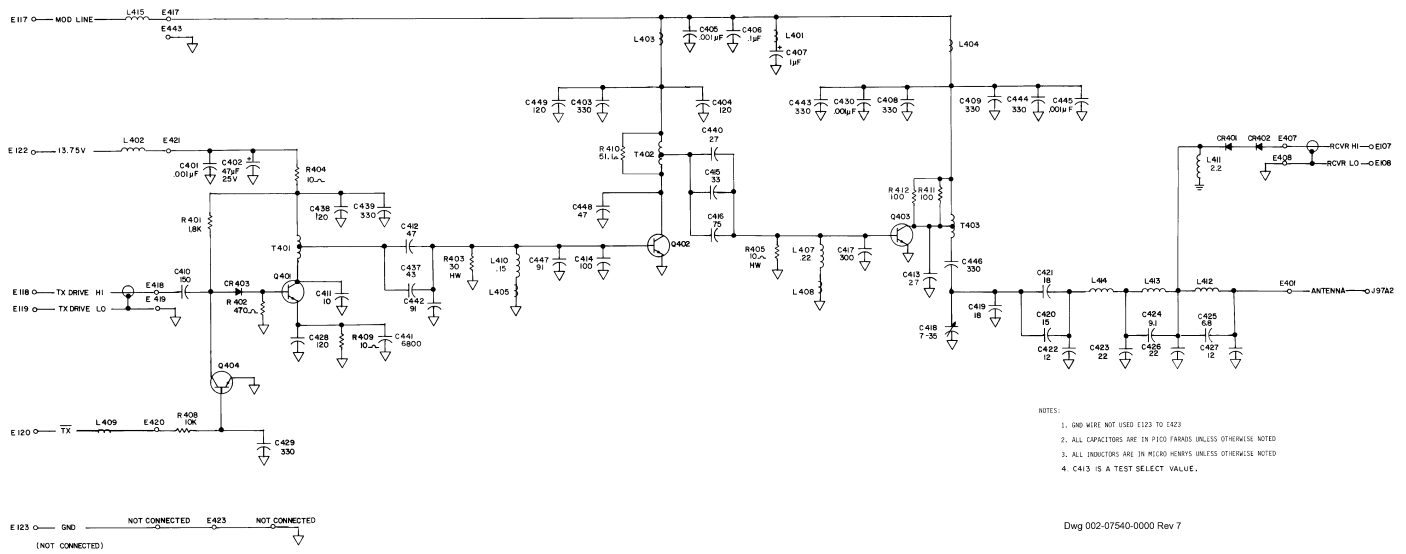 E117 MOD LINE L415 E417
E443
L403
C405
.001µF
C406
.1µF
L401
C407
1µF
L404
C449
120
C403
330
C404
120
C443
330
C430
.001µF
C408
330
C409
330
C444
330
C445
.001µF
E122 13.75V L402 E421
C401
.001µF
C402
47µF
25V
R404
10Ω
R410
51.1Ω
T402
C440
27
C415
33
C416
75
CR401 CR402 E407 RCVR HI E107
E408 RCVR LO E108
L411
2.2
R401
1.8K
C438
120
C439
330
T401
C412
47
C437
43
C442
91
C448
47
Q402
R412
100
R411
100
Q403
T403
C410
150
E118 TX DRIVE HI E418
E119 TX DRIVE LO E419
CR403
R402
470Ω
Q401
C411
10
R403
30
HW
L410
.15
L405
C447
91
C414
100
R405
10Ω
HW
L407
.22
L408
C417
300
C413
27
C446
330
C428
120
R409
10Ω
C441
6800
C418
7-35
C419
18
C421
18
C420
15
C422
12
L414
L413
L412
E401 ANTENNA J97A2
C423
22
C424
9.1
C426
22
C425
6.8
C427
12
Q404
E120 TX L409 E420 R408
10K
C429
330
NOTES:
1. GND WIRE NOT USED E123 TO E423
2. ALL CAPACITORS ARE IN PICO FARADS UNLESS OTHERWISE NOTED
3. ALL INDUCTORS ARE IN MICRO HENRYS UNLESS OTHERWISE NOTED
4. C413 IS A TEST SELECT VALUE.
E123 GND NOT CONNECTED E423 NOT CONNECTED
(NOT CONNECTED)
Dwg 002-07540-0000 Rev 7